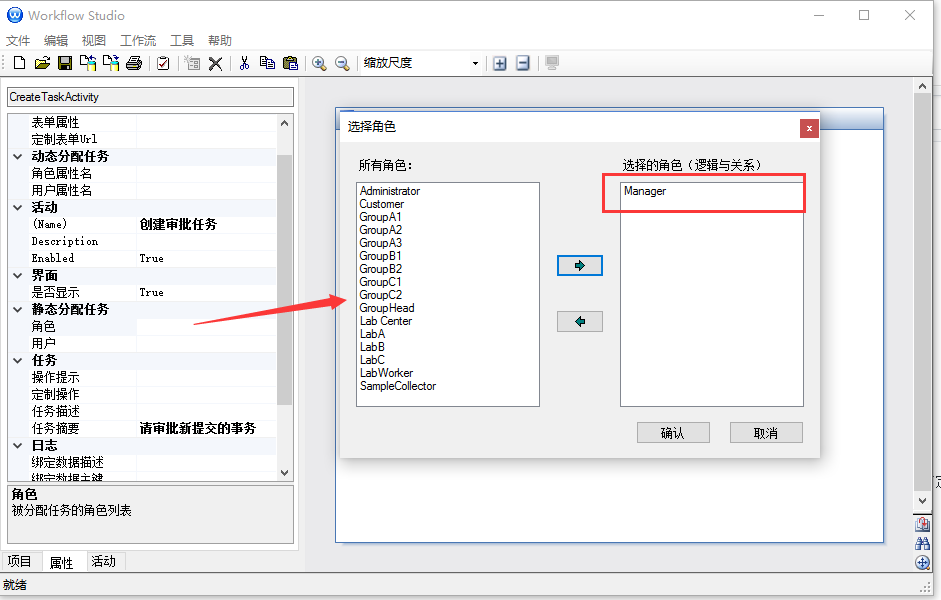 Workflow Studio
文件 编辑 视图 工作流 工具 帮助
缩放尺度
CreateTaskActivity
表单属性
定制表单Url
动态分配任务
角色属性名
用户属性名
活动
(Name) 创建审批任务
Description
Enabled True
界面
是否显示 True
静态分配任务
角色
用户
任务
操作提示
定制操作
任务描述
任务摘要 请审批新提交的事务
日志
绑定数据描述
绑定数据主键
角色
被分配任务的角色列表
项目 属性 活动
就绪
选择角色
x
所有角色:
Administrator
Customer
GroupA1
GroupA2
GroupA3
GroupB1
GroupB2
GroupC1
GroupC2
GroupHead
Lab Center
LabA
LabB
LabC
LabWorker
SampleCollector
选择的角色（逻辑与关系）
Manager
确认 取消